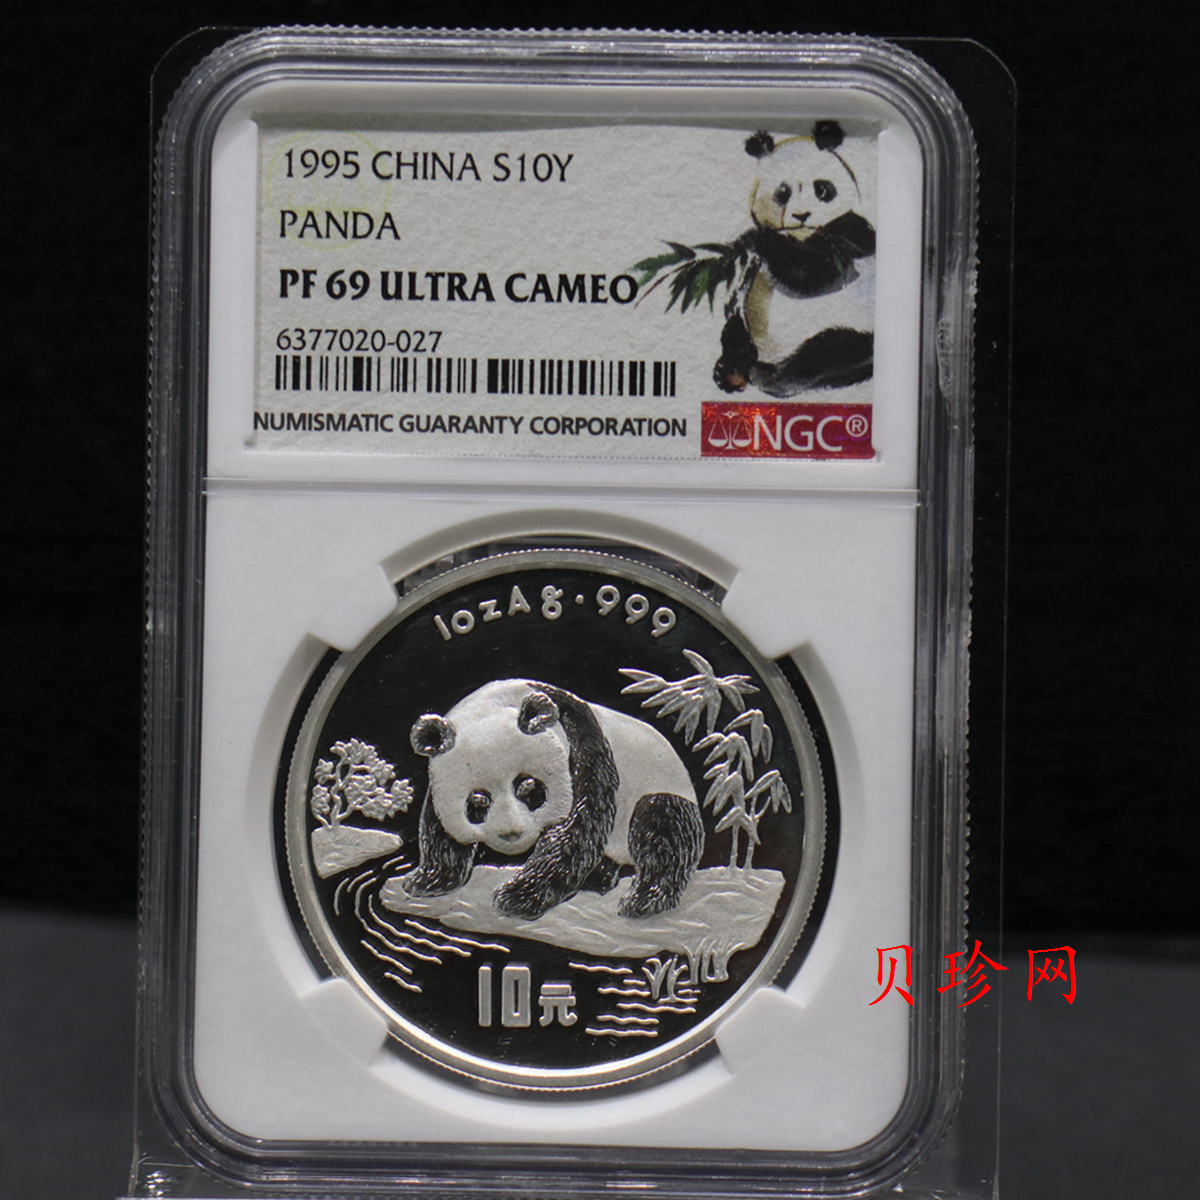 1995 CHINA S10Y
PANDA
PF 69 ULTRA CAMEO
6377020-027
NUMISMATIC GUARANTY CORPORATION
NGC®
1ozAg·999
10元
贝珍网